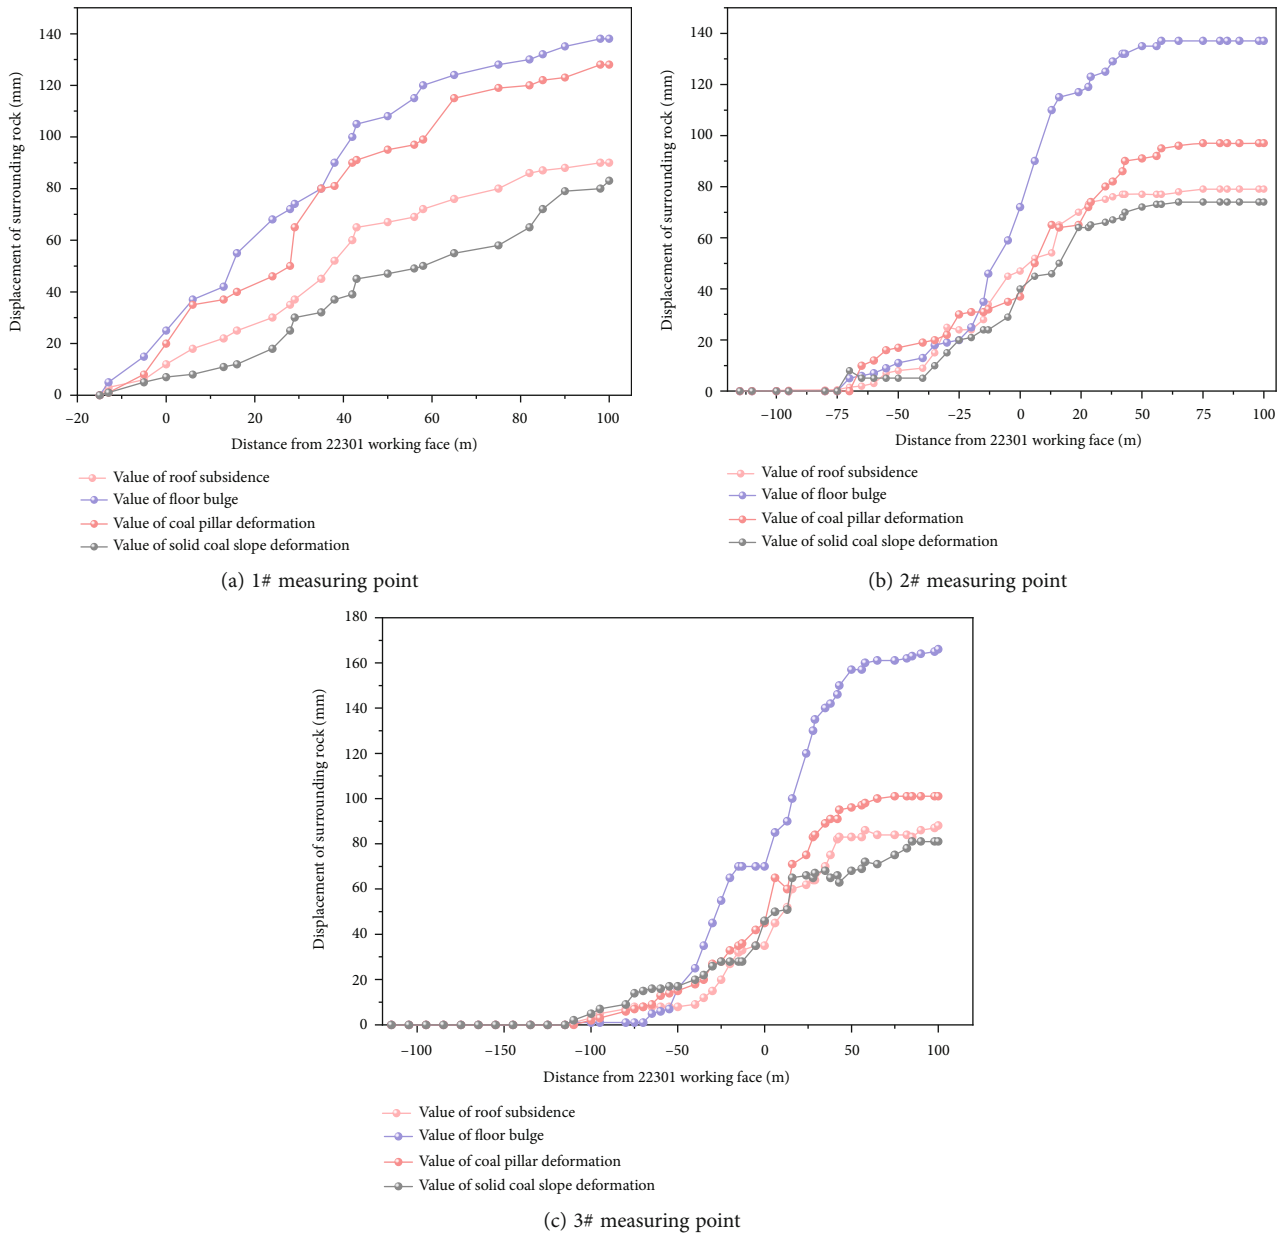 140
120
100
80
60
40
20
0
Displacement of surrounding rock (mm)
−20 0 20 40 60 80 100
Distance from 22301 working face (m)
Value of roof subsidence
Value of floor bulge
Value of coal pillar deformation
Value of solid coal slope deformation
(a) 1# measuring point
140
120
100
80
60
40
20
0
Displacement of surrounding rock (mm)
−100 −75 −50 −25 0 20 50 75 100
Distance from 22301 working face (m)
Value of roof subsidence
Value of floor bulge
Value of coal pillar deformation
Value of solid coal slope deformation
(b) 2# measuring point
180
160
140
120
100
80
60
40
20
0
Displacement of surrounding rock (mm)
−100 −150 −100 −50 0 50 100
Distance from 22301 working face (m)
Value of roof subsidence
Value of floor bulge
Value of coal pillar deformation
Value of solid coal slope deformation
(c) 3# measuring point